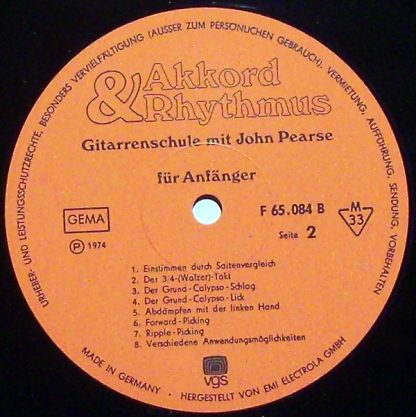 URHEBER- UND LEISTUNGSSCHUTZRECHTE, BESONDERS VERVIELFÄLTIGUNG (AUSSER ZUM PERSÖNLICHEN GEBRAUCH), VERMIETUNG, AUFFÜHRUNG, SENDUNG, VORBEHALTEN
Akkord
& Rhythmus
Gitarrenschule mit John Pearse
für Anfänger
GEMA
F 65.084 B
M
33
℗ 1974
Seite 2
1. Einstimmen durch Saitenvergleich
2. Der 3/4-(Walzer)-Takt
3. Der Grund-Calypso-Schlag
4. Der Grund-Calypso-Lick
5. Abdämpfen mit der linken Hand
6. Forward-Picking
7. Ripple-Picking
8. Verschiedene Anwendungsmöglichkeiten
vgs
MADE IN GERMANY · HERGESTELLT VON EMI ELECTROLA GMBH